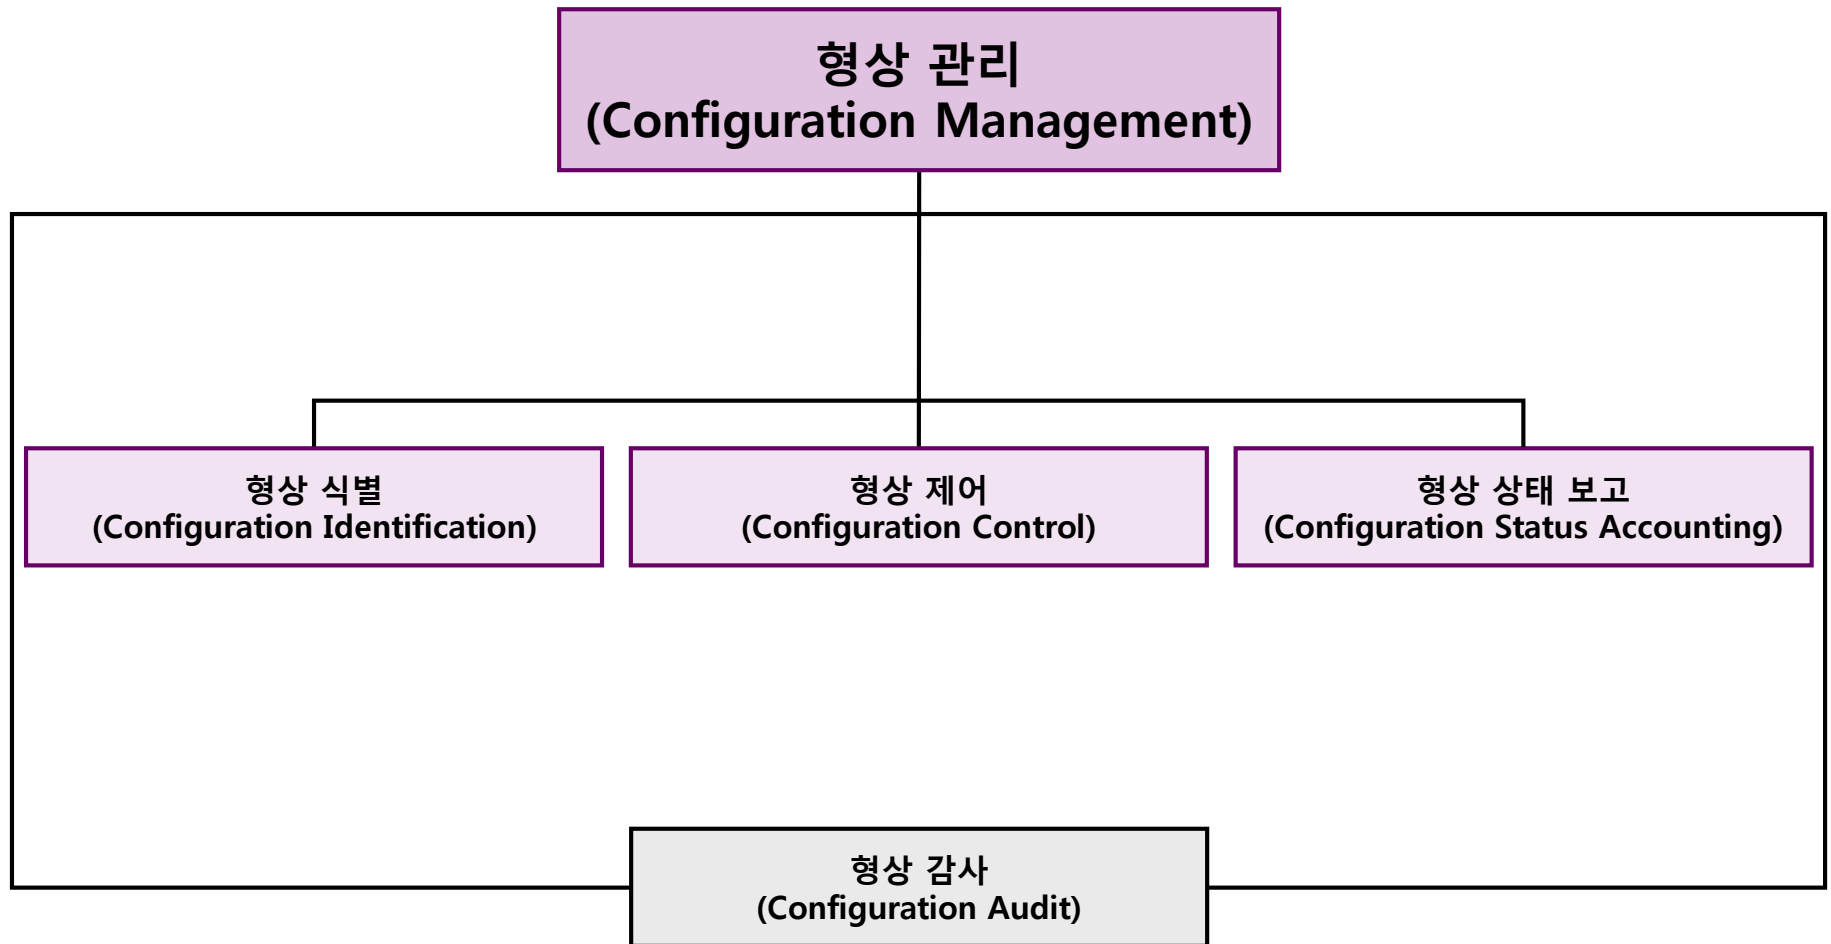 형상 관리
(Configuration Management)
형상 식별
(Configuration Identification)
형상 제어
(Configuration Control)
형상 상태 보고
(Configuration Status Accounting)
형상 감사
(Configuration Audit)